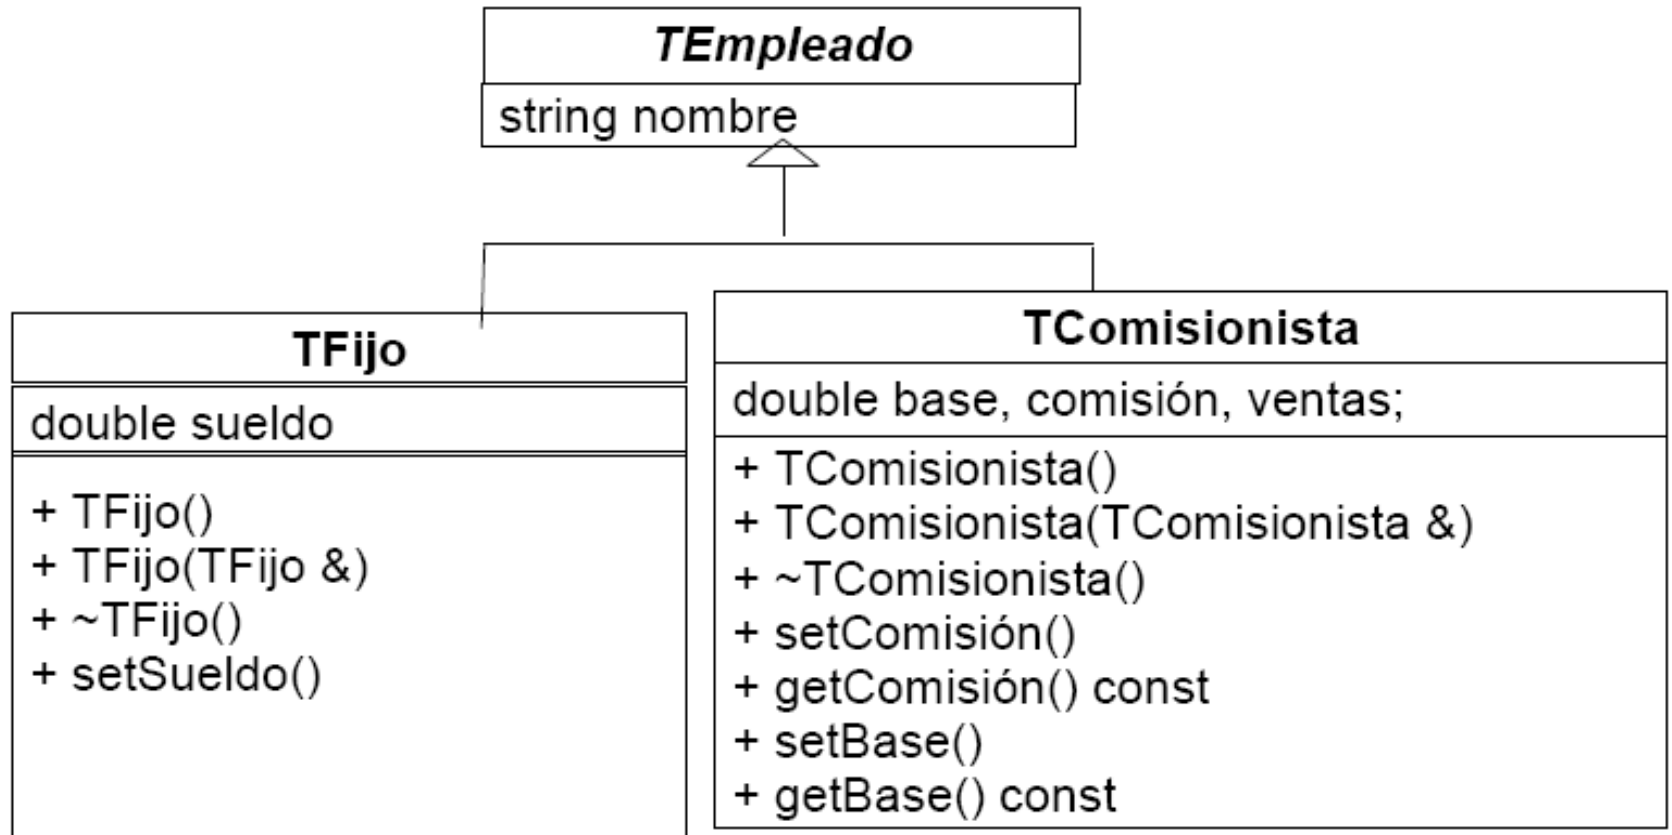 TEmpleado
string nombre
TFijo
double sueldo
+ TFijo()
+ TFijo(TFijo &)
+ ~TFijo()
+ setSueldo()
TComisionista
double base, comisión, ventas;
+ TComisionista()
+ TComisionista(TComisionista &)
+ ~TComisionista()
+ setComisión()
+ getComisión() const
+ setBase()
+ getBase() const